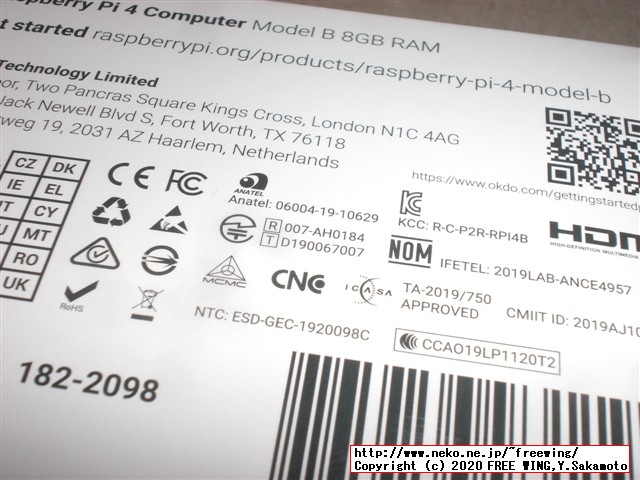 spberry Pi 4 Computer Model B 8GB RAM
t started raspberrypi.org/products/raspberry-pi-4-model-b
Technology Limited
oor, Two Pancras Square Kings Cross, London N1C 4AG
Jack Newell Blvd S, Fort Worth, TX 76118
rweg 19, 2031 AZ Haarlem, Netherlands
https://www.okdo.com/gettingstarted
CZ DK
IE EL
IT CY
U MT
RO
UK
CE FC
ANATEL
Anatel: 06004-19-10629
KCC: R-C-P2R-RPI4B
HDMI
HIGH-DEFINITION MULTIMEDIA
R 007-AH0184
T D190067007
NOM
IFETEL: 2019LAB-ANCE4957
RoHS
MCMC
CNC
ICASA
TA-2019/750
APPROVED
CMIIT ID: 2019AJ10
NTC: ESD-GEC-1920098C
CCAO19LP1120T2
182-2098
http://www.neko.ne.jp/~freewing/
Copyright (c) 2020 FREE WING,Y.Sakamoto